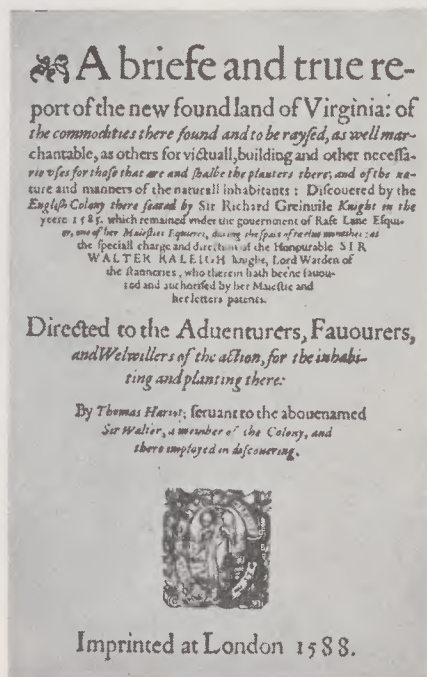 A briefe and true re-
port of the new found land of Virginia: of
the commodities there found and to be rayſed, as well mar-
chantable, as others for victuall, building and other neceſſa-
rie vſes for thoſe that are and ſhalbe the planters there; and of the na-
ture and manners of the naturall inhabitants : Diſcouered by the
Engliſh Colony there ſeated by Sir Richard Greinuile Knight in the
yeere 1585. which remained vnder the gouernment of Rafe Lane Eſqui-
er, one of her Maieſties Equieres, during the ſpace of twelue monethes : at
the ſpeciall charge and direction of the Honourable SIR
WALTER RALEIGH Knight, Lord Warden of
the ſtanneries, who therein hath beene fauou-
red and authoriſed by her Maieſtie and
her letters patents.
Directed to the Aduenturers, Fauourers,
and Welwillers of the action, for the inhabi-
ting and planting there:
By Thomas Hariot; ſeruant to the abouenamed
Sir Walter, a member of the Colony, and
there imployed in diſcouering.
Imprinted at London 1588.